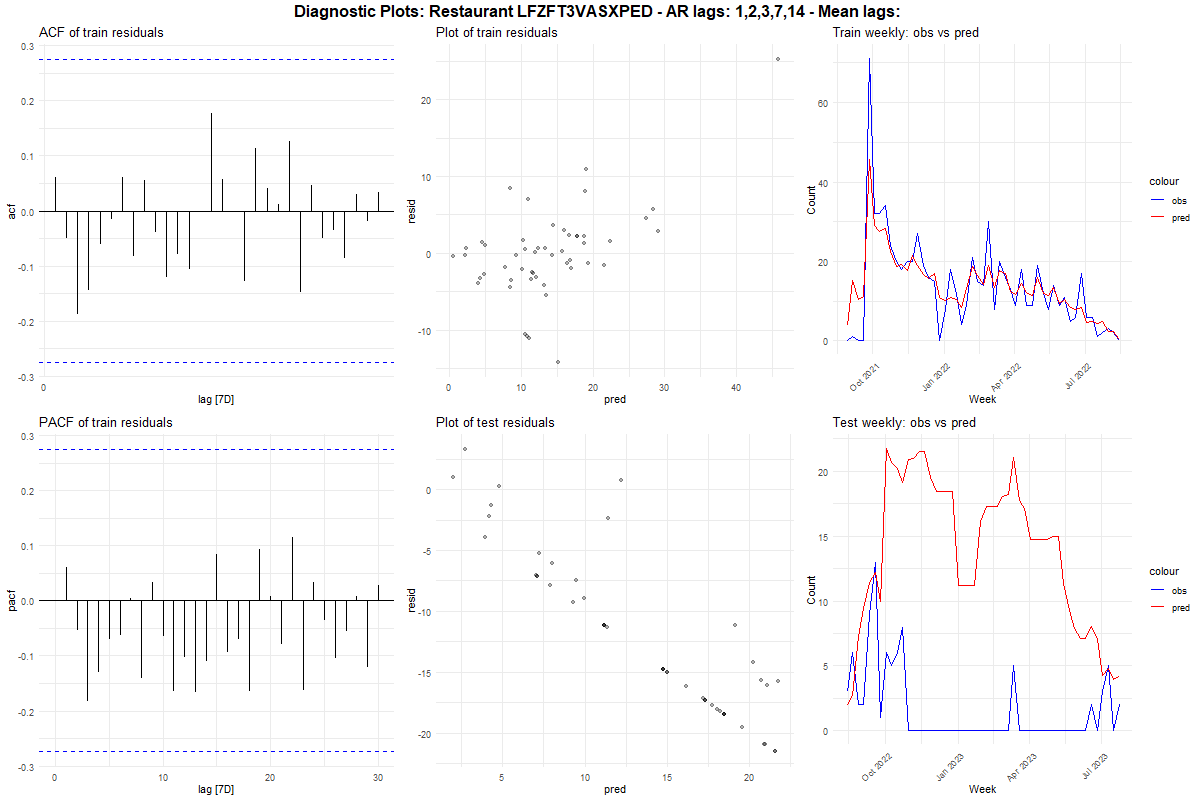 Diagnostic Plots: Restaurant LFZFT3VASXPED - AR lags: 1,2,3,7,14 - Mean lags:
ACF of train residuals
0.3
0.2
0.1
0.0
-0.1
-0.2
-0.3
acf
0
lag [7D]
Plot of train residuals
20
10
0
-10
resid
0
10
20
30
40
pred
Train weekly: obs vs pred
60
40
20
0
Count
Oct 2021
Jan 2022
Apr 2022
Jul 2022
Week
colour
obs
pred
PACF of train residuals
0.3
0.2
0.1
0.0
-0.1
-0.2
-0.3
pacf
0
10
20
30
lag [7D]
Plot of test residuals
0
-5
-10
-15
-20
resid
5
10
15
20
pred
Test weekly: obs vs pred
20
15
10
5
0
Count
Oct 2022
Jan 2023
Apr 2023
Jul 2023
Week
colour
obs
pred